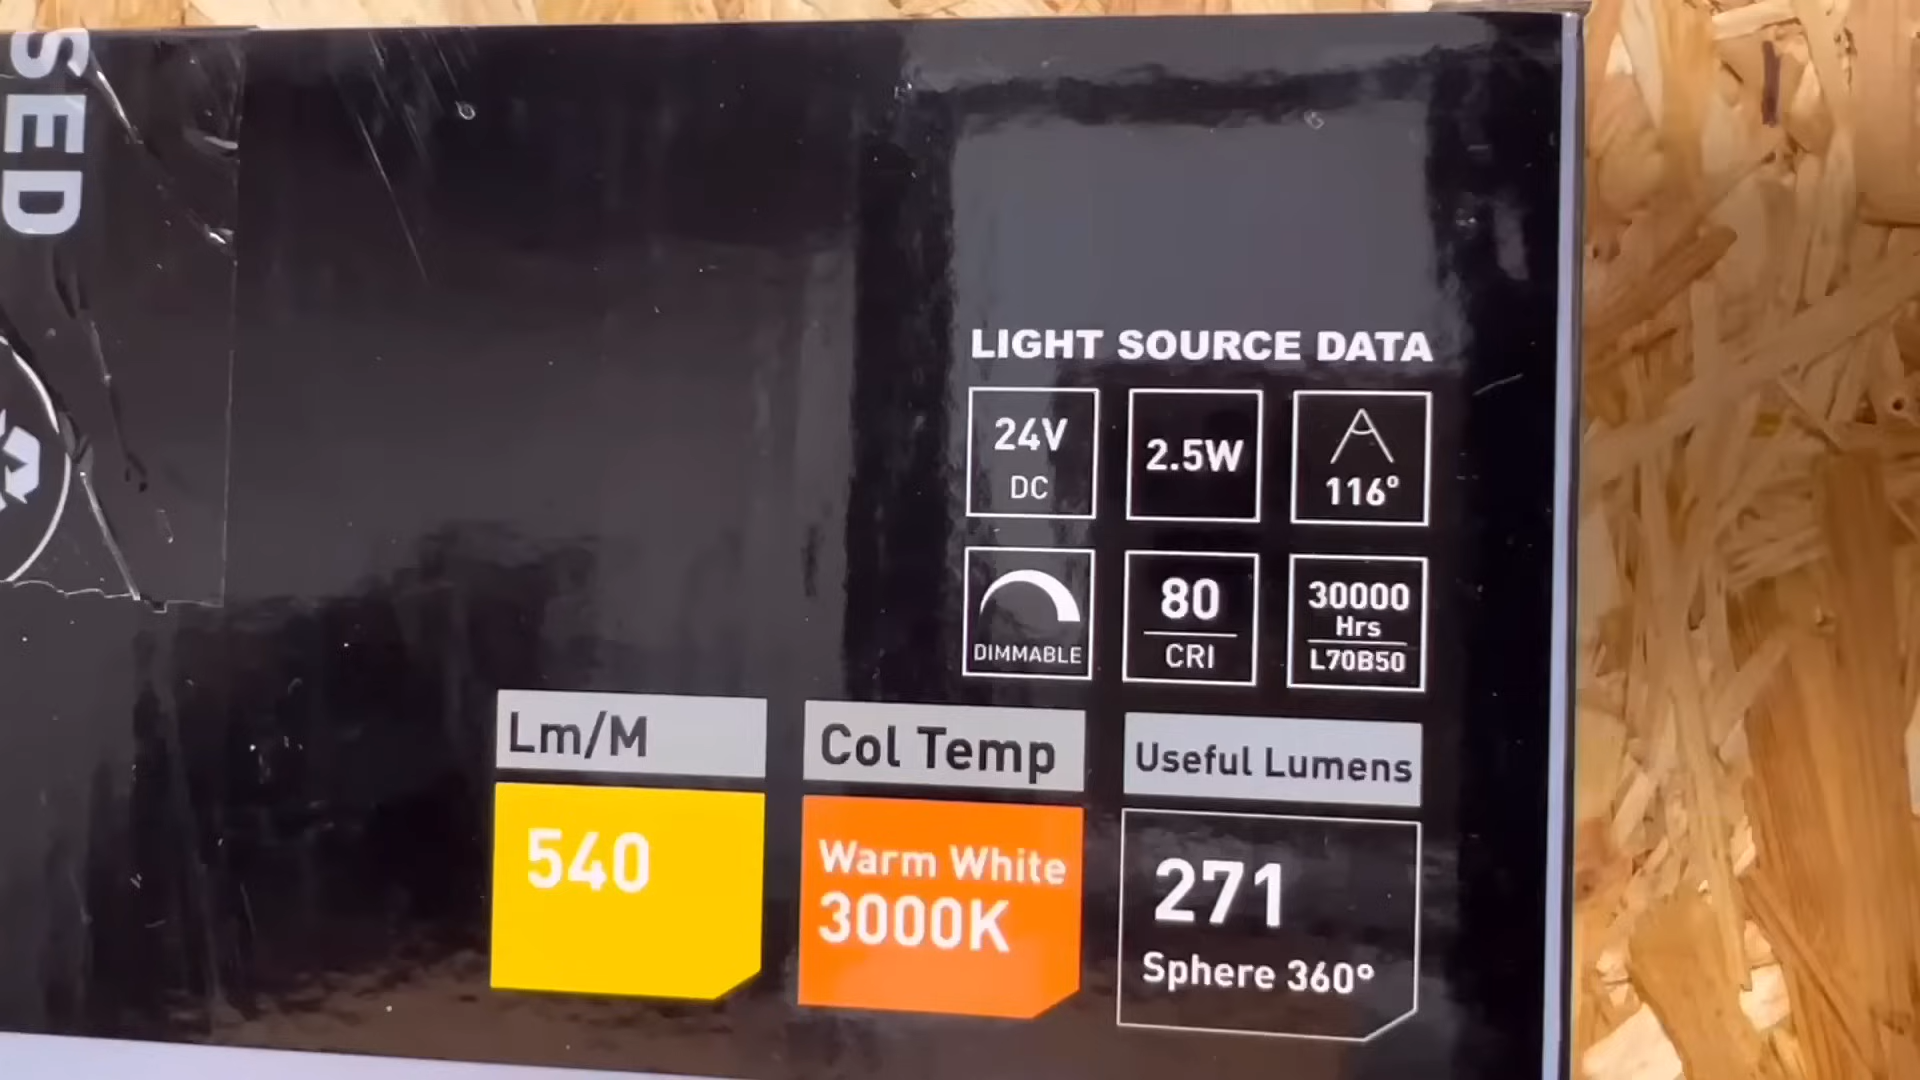 SED
LIGHT SOURCE DATA
24V
DC
2.5W
116°
DIMMABLE
80
CRI
30000
Hrs
L70B50
Lm/M
540
Col Temp
Warm White
3000K
Useful Lumens
271
Sphere 360°